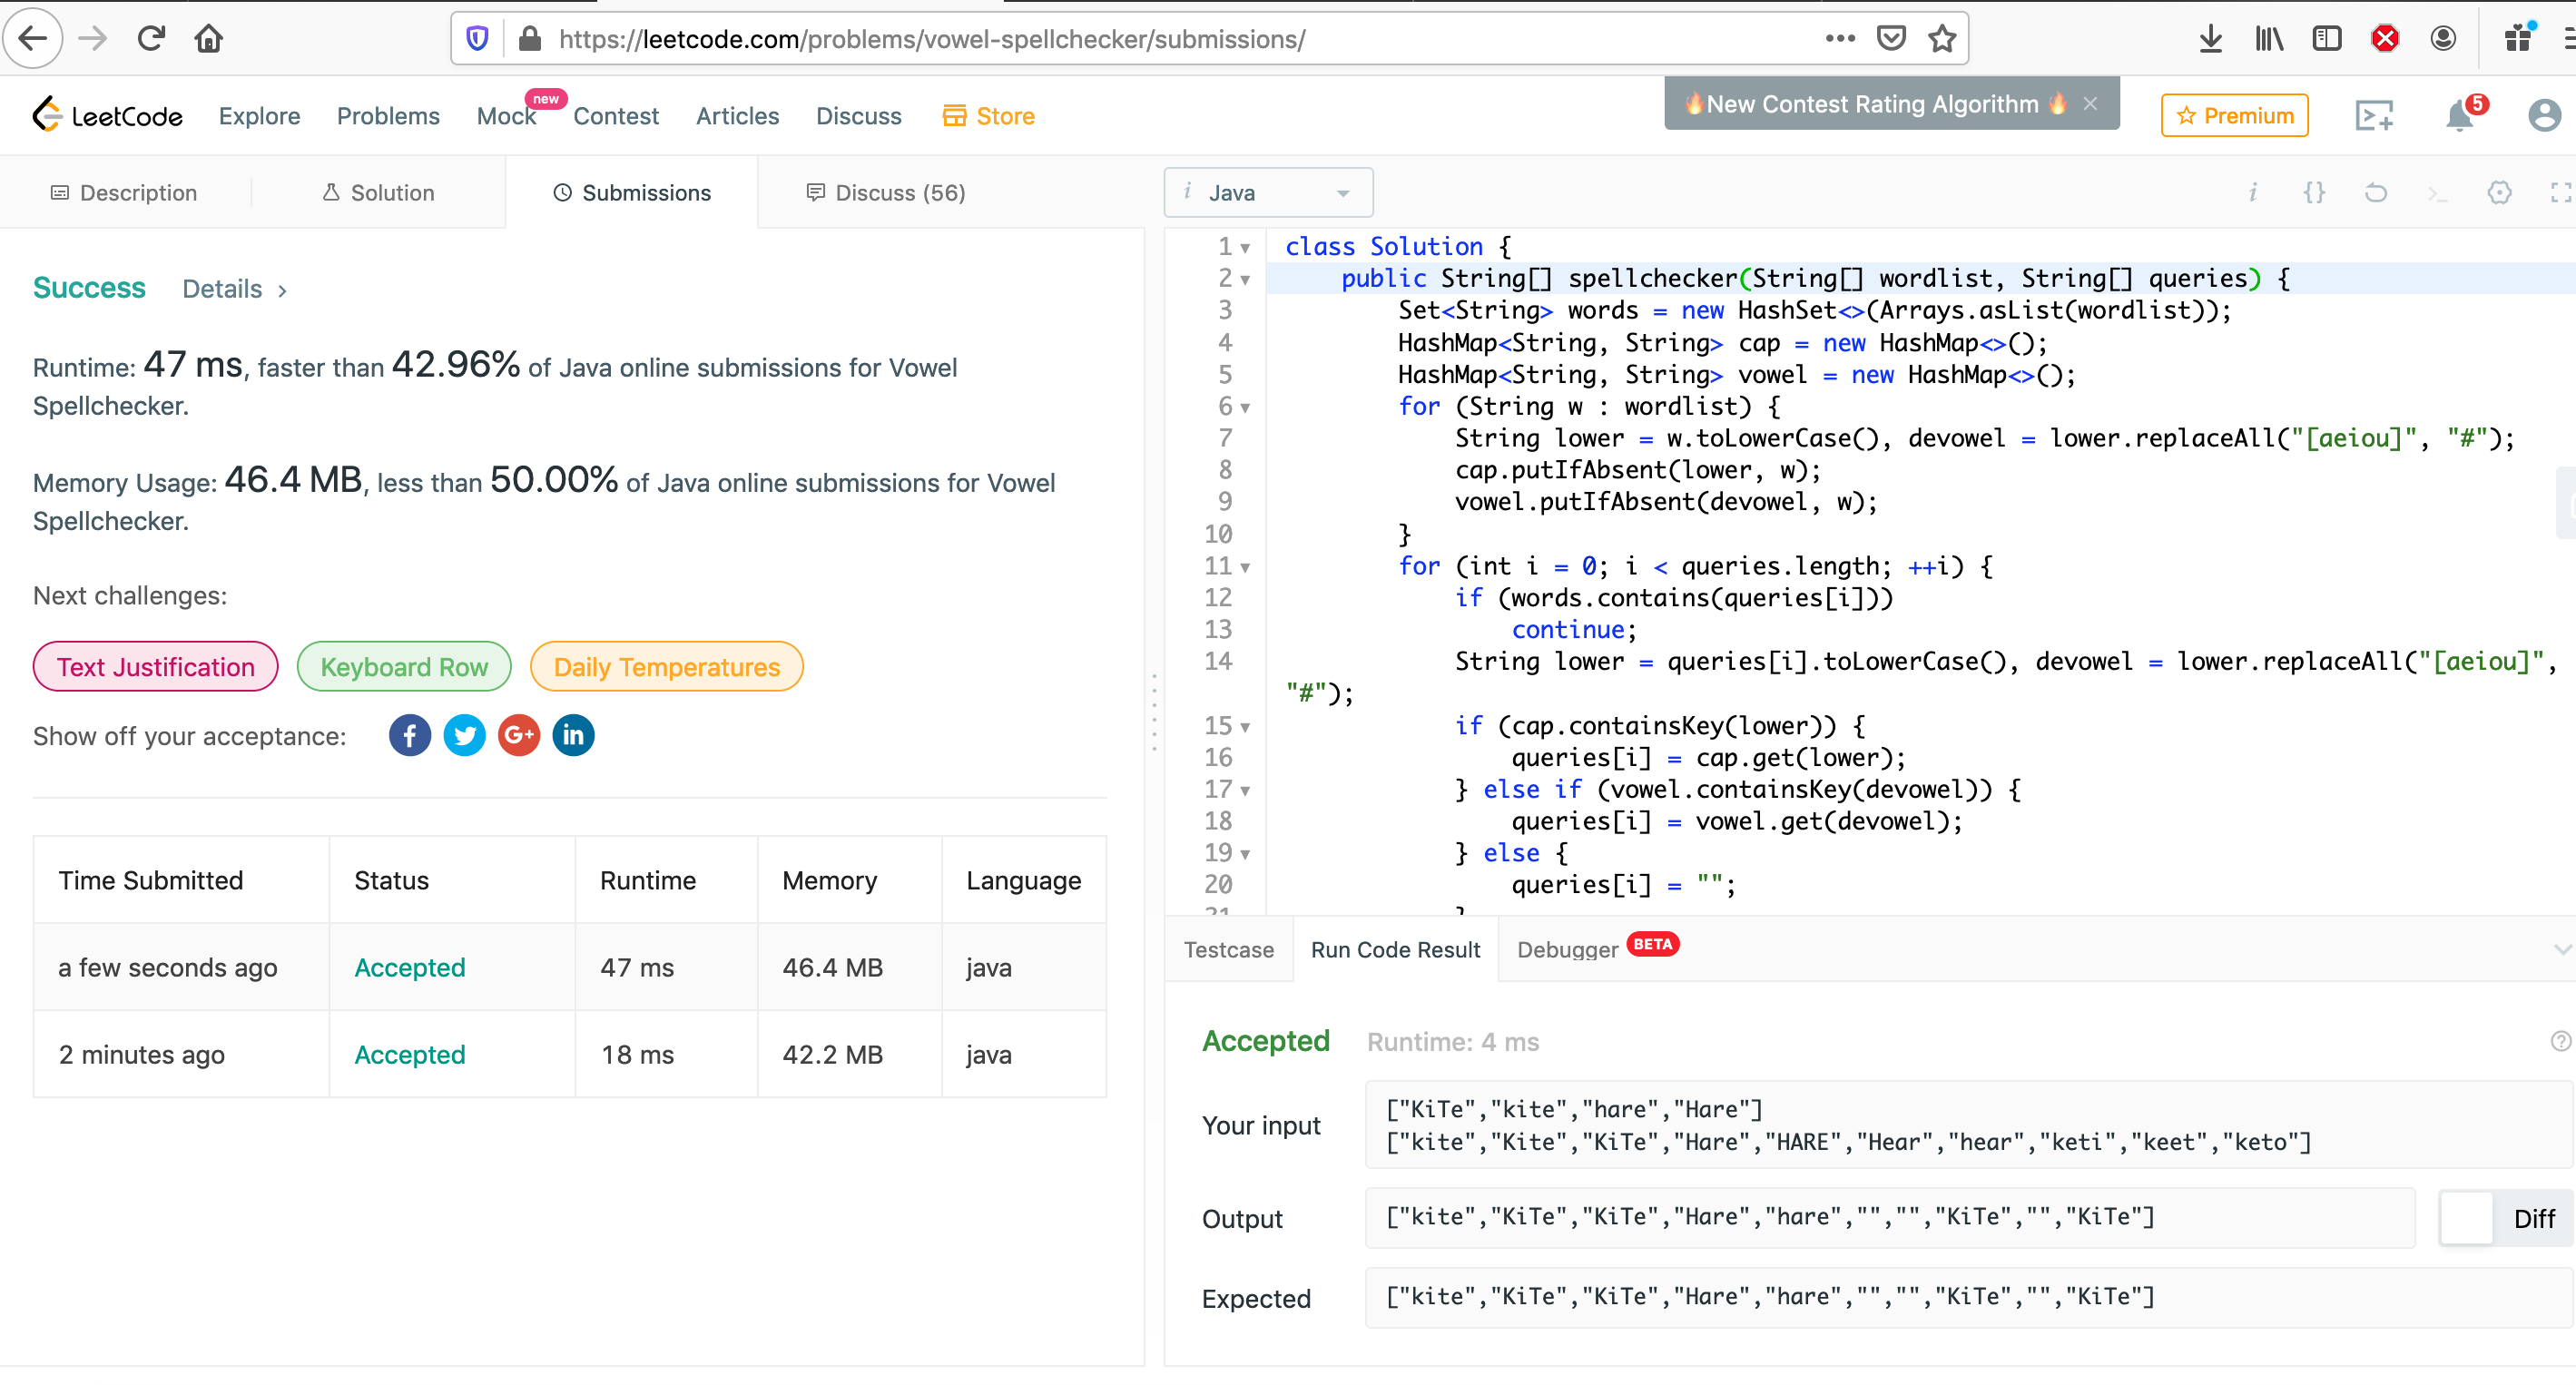 https://leetcode.com/problems/vowel-spellchecker/submissions/
LeetCode
Explore
Problems
Mock
new
Contest
Articles
Discuss
Store
🔥New Contest Rating Algorithm 🔥 ×
Premium
5
Description
Solution
Submissions
Discuss (56)
i Java
Success
Details >
Runtime: 47 ms, faster than 42.96% of Java online submissions for Vowel
Spellchecker.
Memory Usage: 46.4 MB, less than 50.00% of Java online submissions for Vowel
Spellchecker.
Next challenges:
Text Justification
Keyboard Row
Daily Temperatures
Show off your acceptance:
Time Submitted Status Runtime Memory Language
a few seconds ago Accepted 47 ms 46.4 MB java
2 minutes ago Accepted 18 ms 42.2 MB java
1 class Solution {
2 public String[] spellchecker(String[] wordlist, String[] queries) {
3 Set<String> words = new HashSet<>(Arrays.asList(wordlist));
4 HashMap<String, String> cap = new HashMap<>();
5 HashMap<String, String> vowel = new HashMap<>();
6 for (String w : wordlist) {
7 String lower = w.toLowerCase(), devowel = lower.replaceAll("[aeiou]", "#");
8 cap.putIfAbsent(lower, w);
9 vowel.putIfAbsent(devowel, w);
10 }
11 for (int i = 0; i < queries.length; ++i) {
12 if (words.contains(queries[i]))
13 continue;
14 String lower = queries[i].toLowerCase(), devowel = lower.replaceAll("[aeiou]",
"#");
15 if (cap.containsKey(lower)) {
16 queries[i] = cap.get(lower);
17 } else if (vowel.containsKey(devowel)) {
18 queries[i] = vowel.get(devowel);
19 } else {
20 queries[i] = "";
21 }
Testcase
Run Code Result
Debugger
BETA
Accepted
Runtime: 4 ms
Your input
["KiTe","kite","hare","Hare"]
["kite","Kite","KiTe","Hare","HARE","Hear","hear","keti","keet","keto"]
Output
["kite","KiTe","KiTe","Hare","hare","","","KiTe","","KiTe"]
Diff
Expected
["kite","KiTe","KiTe","Hare","hare","","","KiTe","","KiTe"]